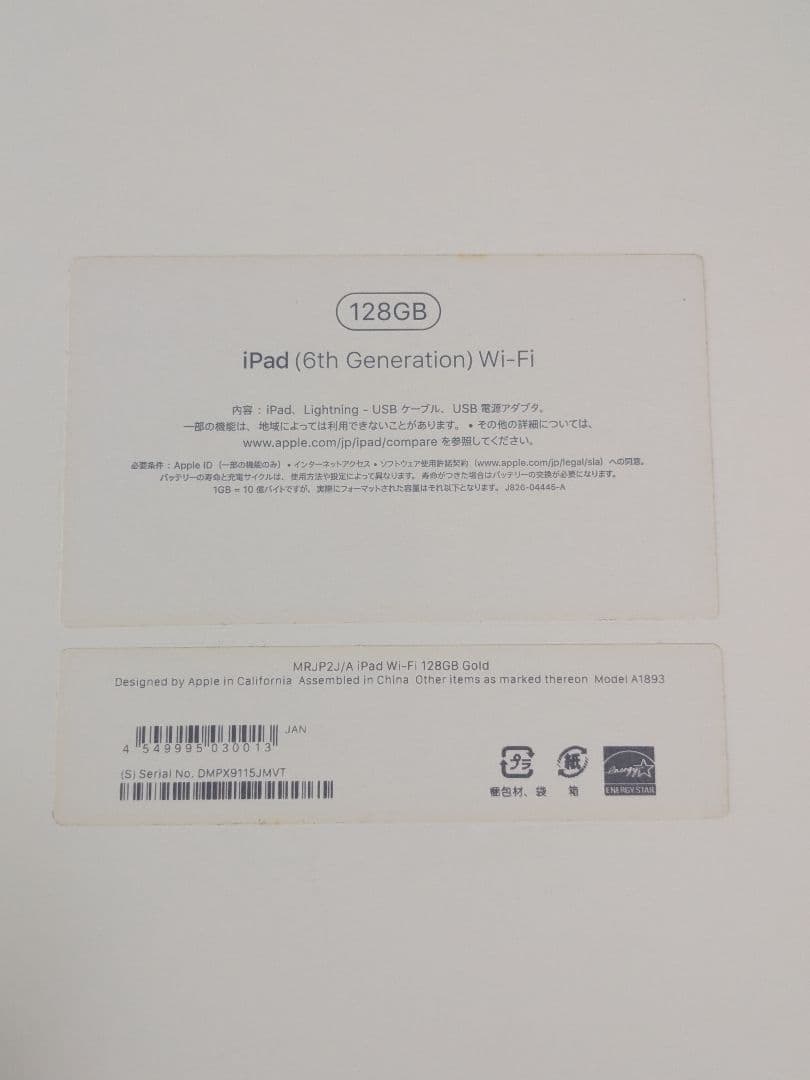 128GB
iPad (6th Generation) Wi-Fi
内容：iPad、Lightning - USB ケーブル、USB 電源アダプタ。
一部の機能は、地域によっては利用できないことがあります。• その他の詳細については、
www.apple.com/jp/ipad/compare を参照してください。
必要条件：Apple ID（一部の機能のみ）• インターネットアクセス • ソフトウェア使用許諾契約（www.apple.com/jp/legal/sla）への同意。
バッテリーの寿命と充電サイクルは、使用方法や設定によって異なります。寿命がつきた場合はバッテリーの交換が必要になります。
1GB = 10 億バイトですが、実際にフォーマットされた容量はそれ以下となります。J826-04445-A
MRJP2J/A iPad Wi-Fi 128GB Gold
Designed by Apple in California Assembled in China Other items as marked thereon Model A1893
JAN
4 549995 030013
(S) Serial No. DMPX9115JMVT
プラ 紙 energy
梱包材、袋 箱 ENERGY STAR